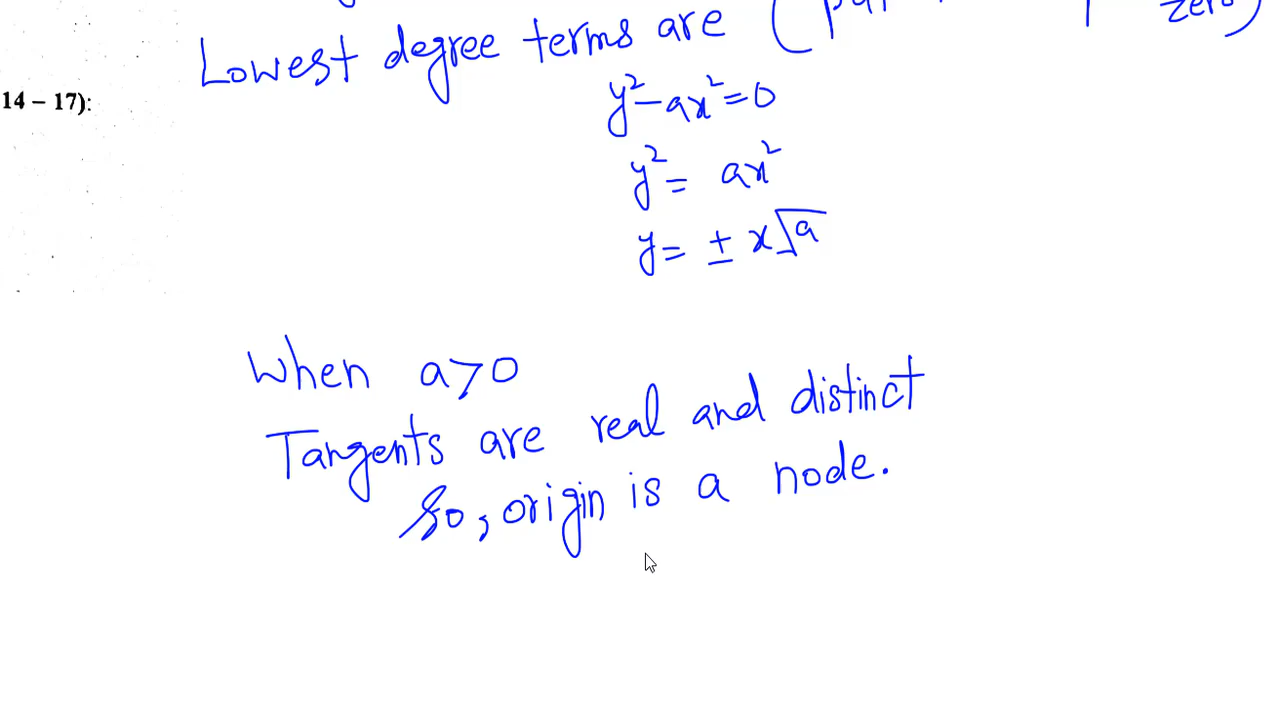 Lowest degree terms are (
zero)
14 – 17):
y²-ax²=0
y² = ax²
y = ± x√a
When a>0
Tangents are real and distinct
So, origin is a node.